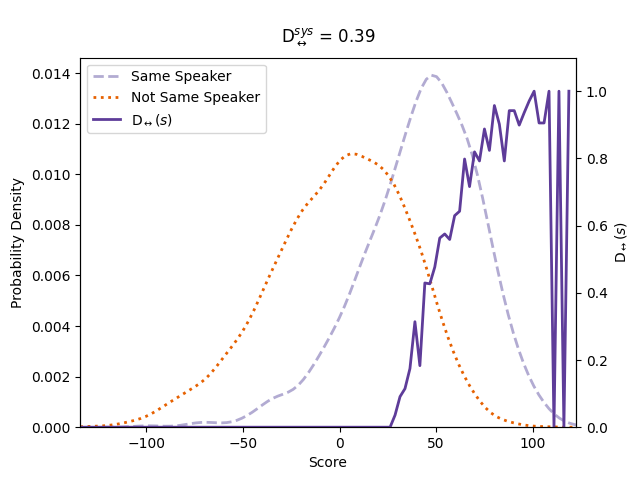 D↔sys = 0.39
Same Speaker
Not Same Speaker
D↔(s)
Probability Density
0.014
0.012
0.010
0.008
0.006
0.004
0.002
0.000
1.0
0.8
0.6
0.4
0.2
0.0
D↔(s)
−100
−50
0
50
100
Score